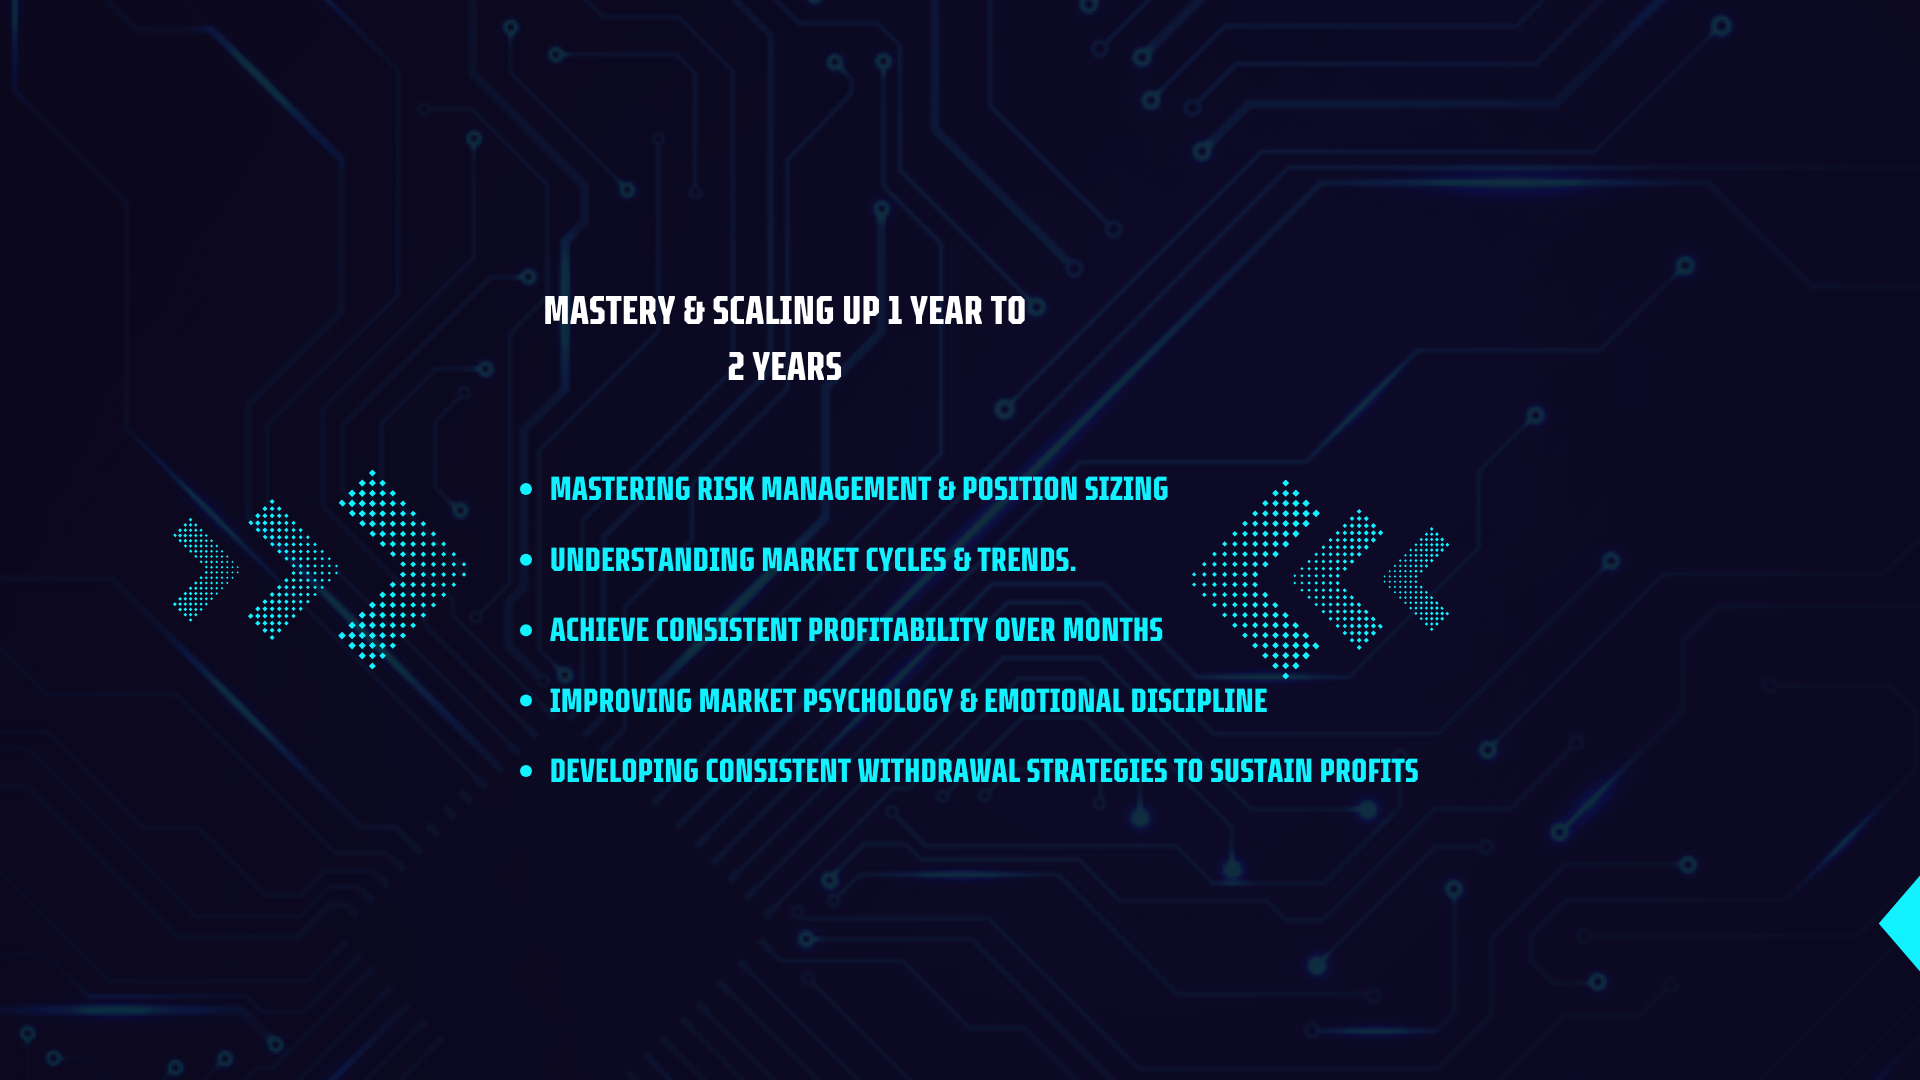 MASTERY & SCALING UP 1 YEAR TO
2 YEARS
• MASTERING RISK MANAGEMENT & POSITION SIZING
• UNDERSTANDING MARKET CYCLES & TRENDS.
• ACHIEVE CONSISTENT PROFITABILITY OVER MONTHS
• IMPROVING MARKET PSYCHOLOGY & EMOTIONAL DISCIPLINE
• DEVELOPING CONSISTENT WITHDRAWAL STRATEGIES TO SUSTAIN PROFITS